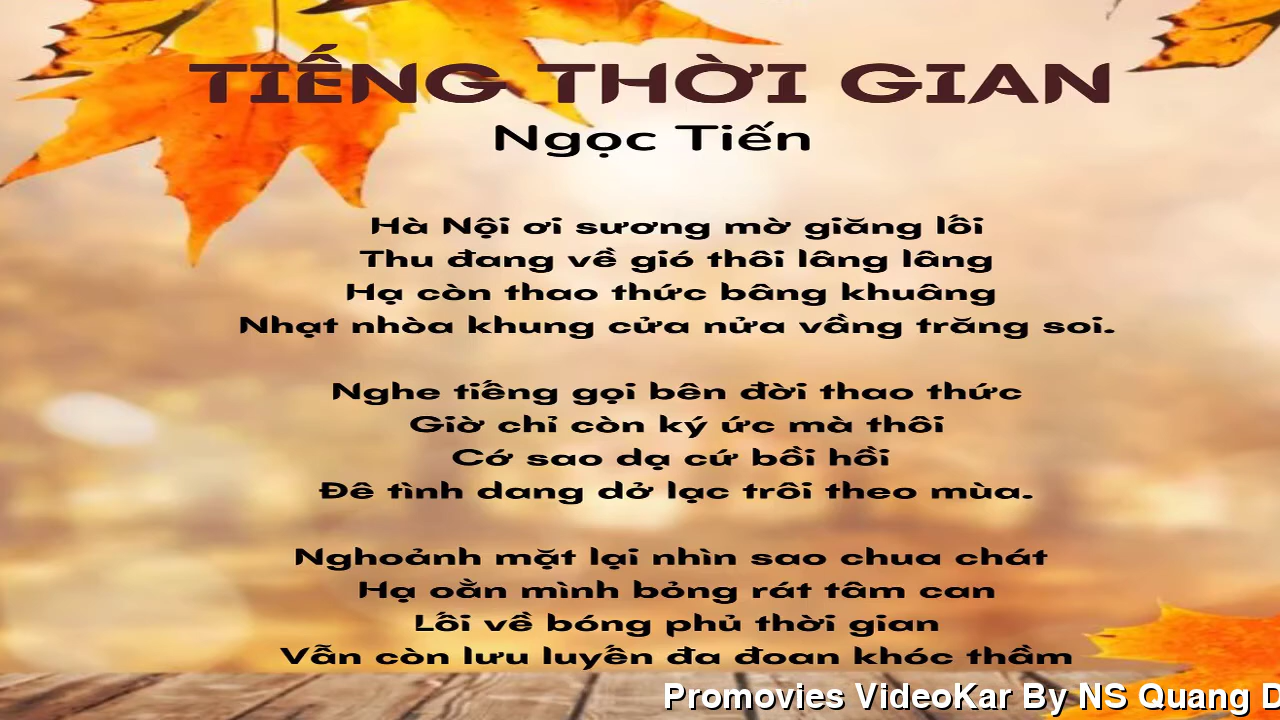 TIẾNG THỜI GIAN
Ngọc Tiến
Hà Nội ơi sương mờ giăng lối
Thu đang về gió thôi lâng lâng
Hạ còn thao thức bâng khuâng
Nhạt nhòa khung cửa nửa vầng trăng soi.
Nghe tiếng gọi bên đời thao thức
Giờ chỉ còn ký ức mà thôi
Cớ sao dạ cứ bồi hồi
Đê tình dang dở lạc trôi theo mùa.
Nghoảnh mặt lại nhìn sao chua chát
Hạ oằn mình bỏng rát tâm can
Lối về bóng phủ thời gian
Vẫn còn lưu luyến đa đoan khóc thầm
Promovies VideoKar By NS Quang D